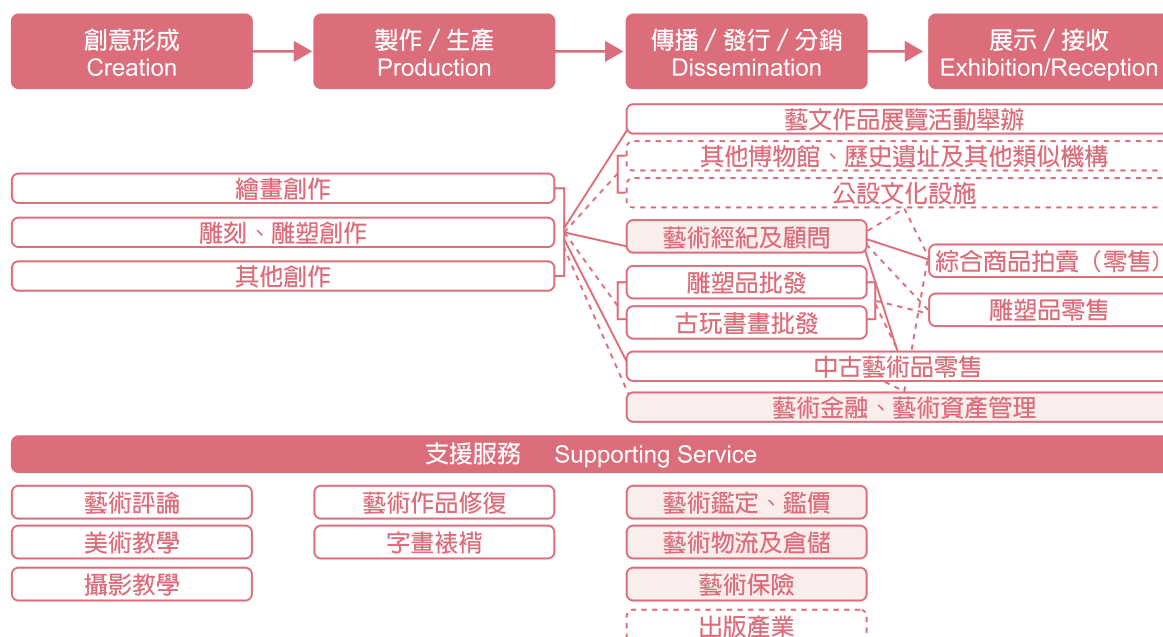 創意形成
Creation
製作 / 生產
Production
傳播 / 發行 / 分銷
Dissemination
展示 / 接收
Exhibition/Reception
藝文作品展覽活動舉辦
其他博物館、歷史遺址及其他類似機構
公設文化設施
繪畫創作
雕刻、雕塑創作
其他創作
藝術經紀及顧問
綜合商品拍賣（零售）
雕塑品批發
雕塑品零售
古玩書畫批發
中古藝術品零售
藝術金融、藝術資產管理
支援服務 Supporting Service
藝術評論
藝術作品修復
藝術鑑定、鑑價
美術教學
字畫裱褙
藝術物流及倉儲
攝影教學
藝術保險
出版產業